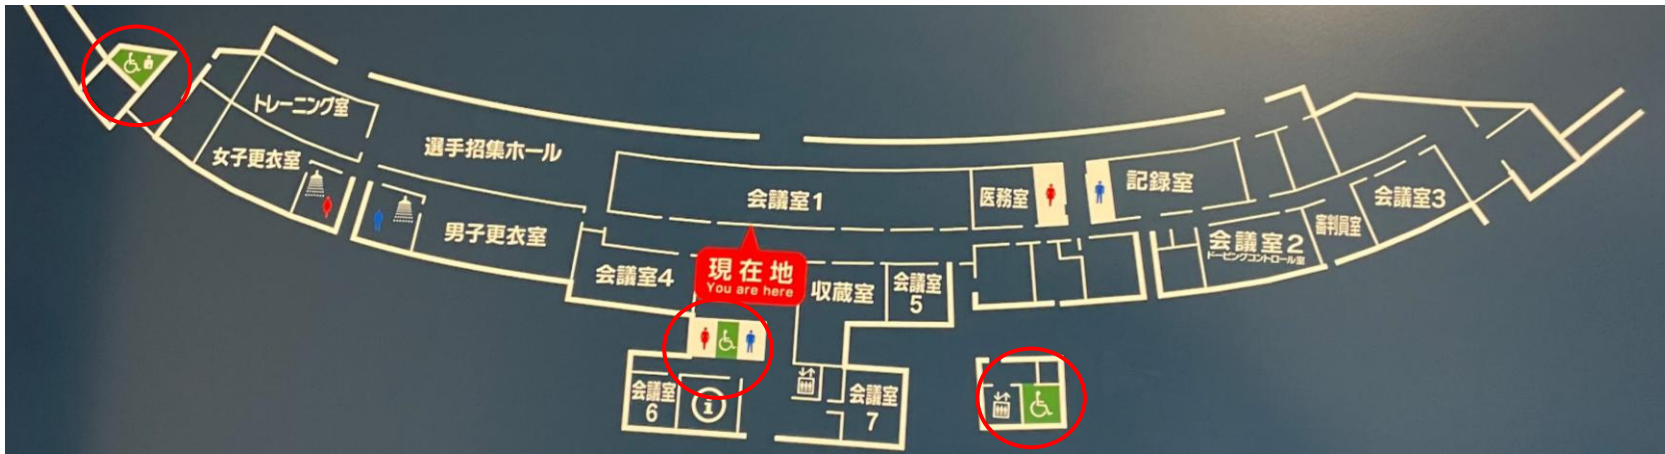 トレーニング室
選手招集ホール
女子更衣室
男子更衣室
会議室1
医務室
記録室
会議室3
審判員室
会議室2
ドーピングコントロール室
会議室4
現在地
You are here
収蔵室
会議室
5
会議室
6
i
会議室
7